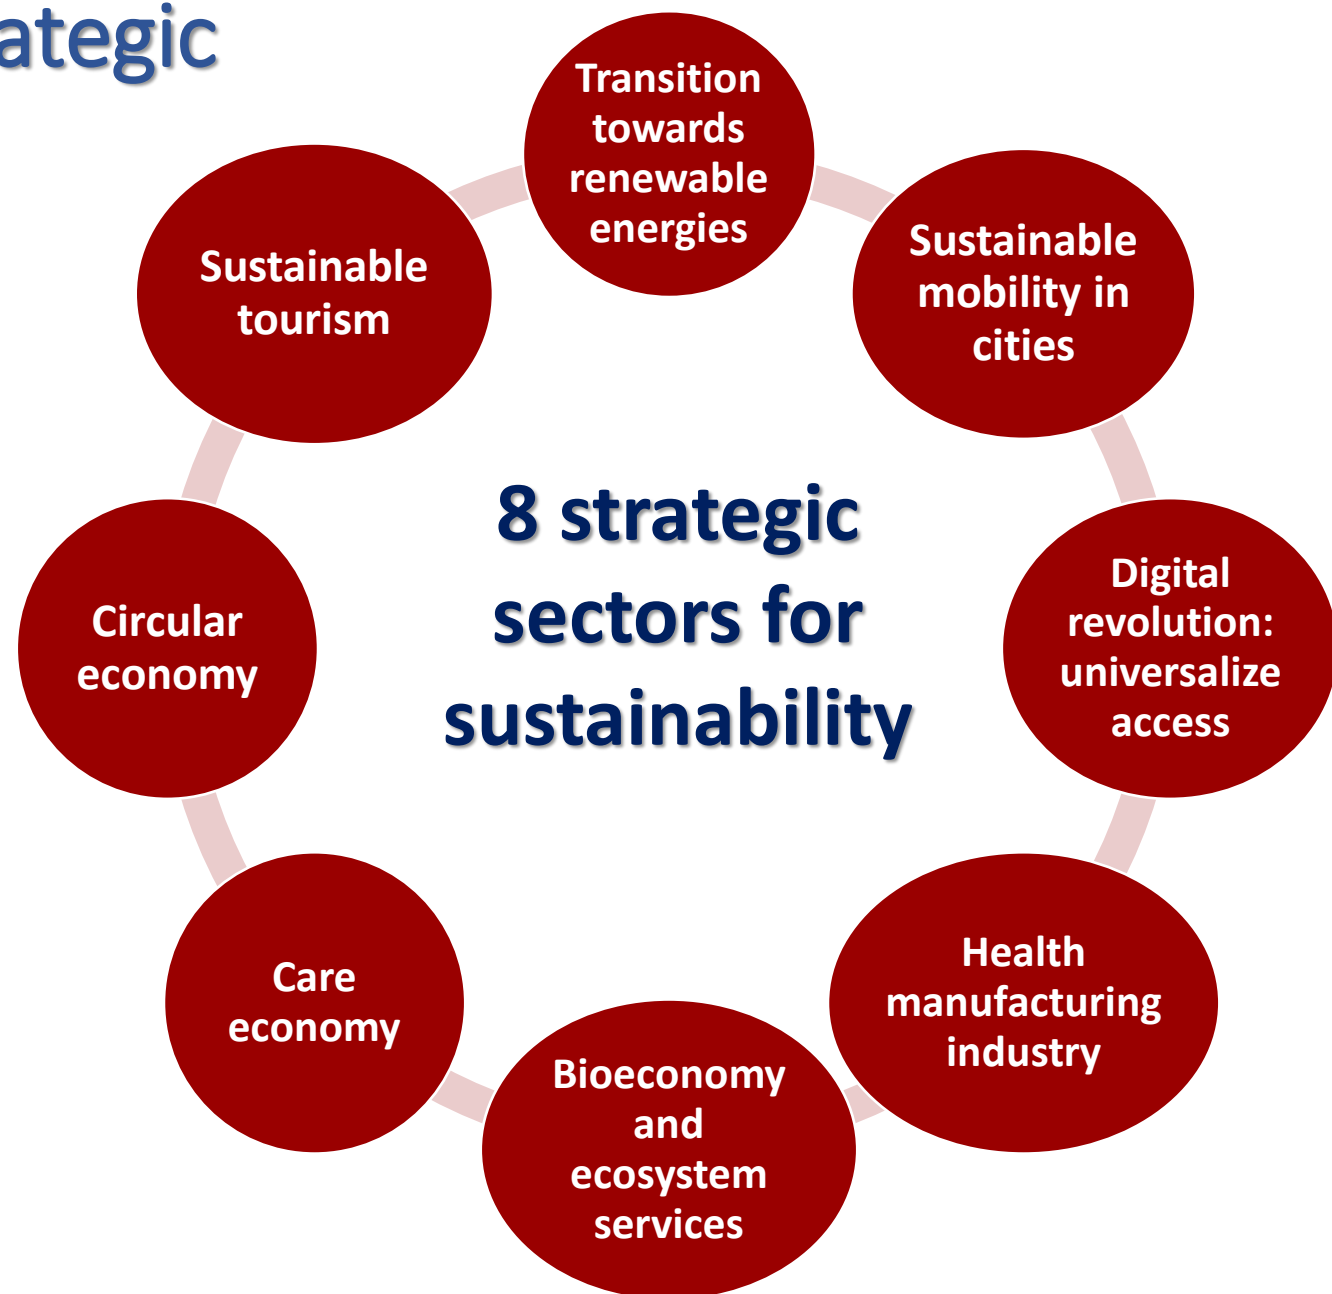 ategic
Transition
towards
renewable
energies
Sustainable
mobility in
cities
Digital
revolution:
universalize
access
Health
manufacturing
industry
Bioeconomy
and
ecosystem
services
Care
economy
Circular
economy
Sustainable
tourism
8 strategic
sectors for
sustainability